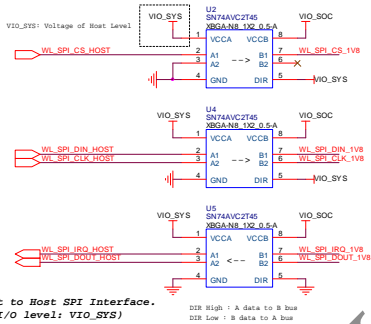 U2
SN74AVC2T45
XBGA-N8_1X2_0.5-A
VIO_SYS
VIO_SOC
VIO_SYS: Voltage of Host Level
1 VCCA VCCB 8
WL_SPI_CS_HOST 2 A1 B1 7 WL_SPI_CS_1V8
3 A2 --> B2 6
4 GND DIR 5 VIO_SYS
U4
SN74AVC2T45
XBGA-N8_1X2_0.5-A
VIO_SYS
VIO_SOC
1 VCCA VCCB 8
WL_SPI_DIN_HOST 2 A1 B1 7 WL_SPI_DIN_1V8
WL_SPI_CLK_HOST 3 A2 --> B2 6 WL_SPI_CLK_1V8
4 GND DIR 5 VIO_SYS
U5
SN74AVC2T45
XBGA-N8_1X2_0.5-A
VIO_SYS
VIO_SOC
1 VCCA VCCB 8
WL_SPI_IRQ_HOST 2 A1 B1 7 WL_SPI_IRQ_1V8
WL_SPI_DOUT_HOST 3 A2 <-- B2 6 WL_SPI_DOUT_1V8
4 GND DIR 5
t to Host SPI Interface.
I/O level: VIO_SYS)
DIR High : A data to B bus
DIR Low : B data to A bus